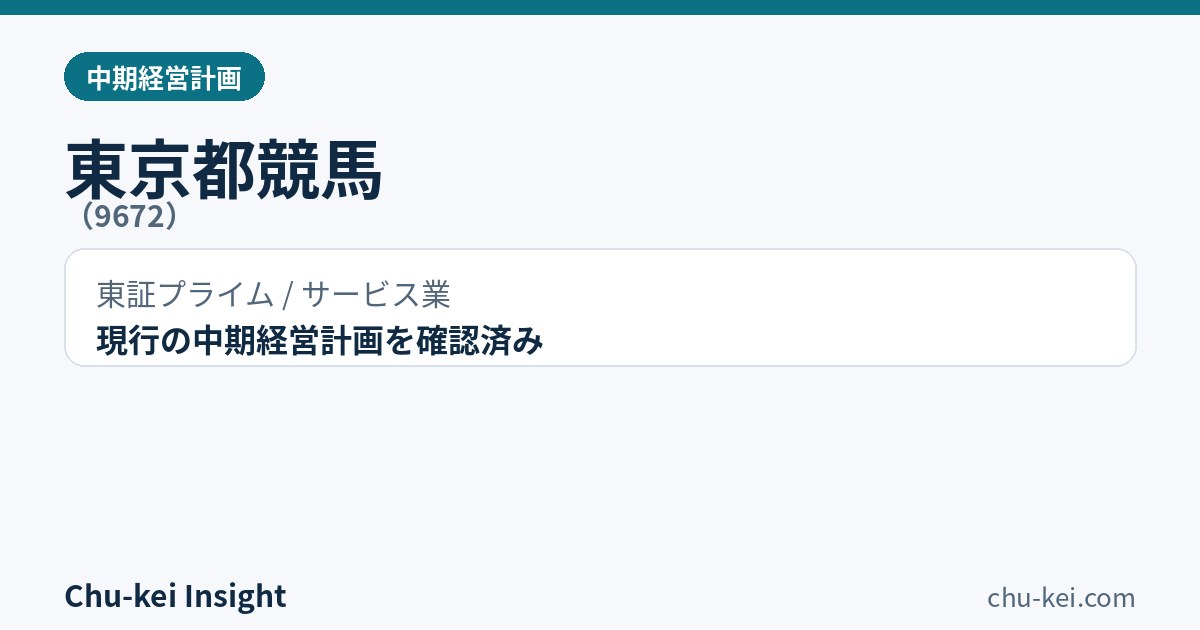 中期経営計画
東京都競馬
（9672）
東証プライム / サービス業
現行の中期経営計画を確認済み
Chu-kei Insight
chu-kei.com